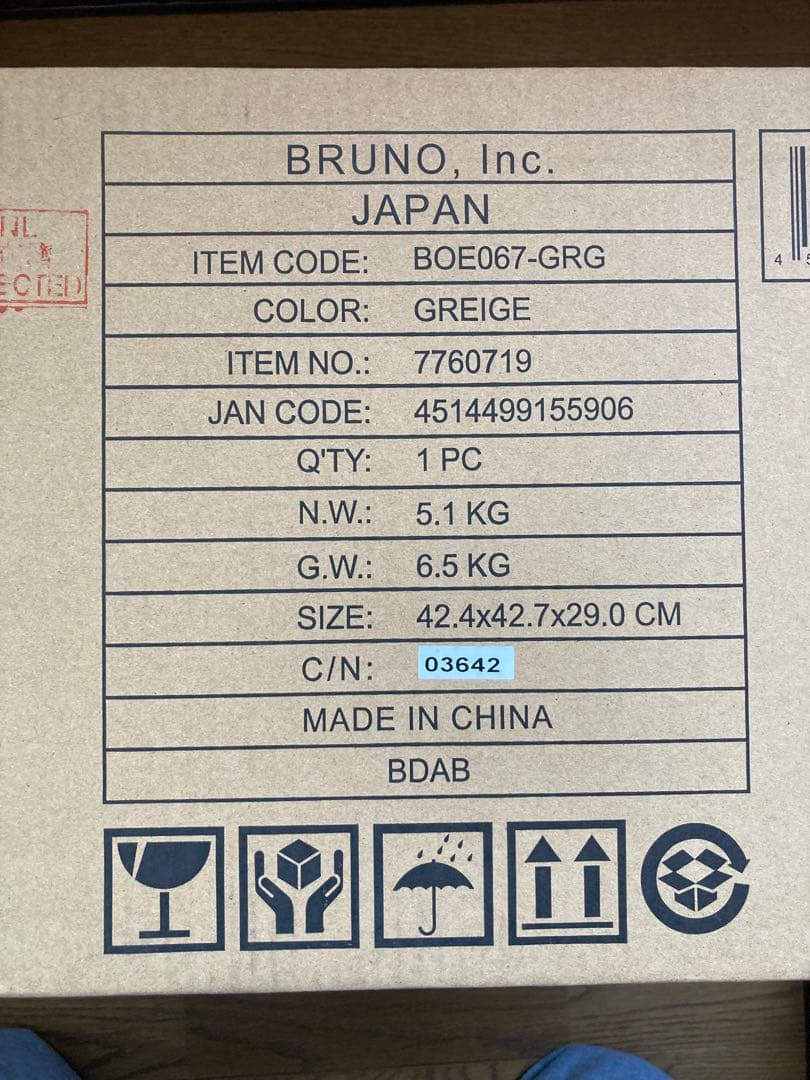 BRUNO, Inc.
JAPAN
ITEM CODE: BOE067-GRG
COLOR: GREIGE
ITEM NO.: 7760719
JAN CODE: 4514499155906
Q'TY: 1 PC
N.W.: 5.1 KG
G.W.: 6.5 KG
SIZE: 42.4x42.7x29.0 CM
C/N: 03642
MADE IN CHINA
BDAB
4